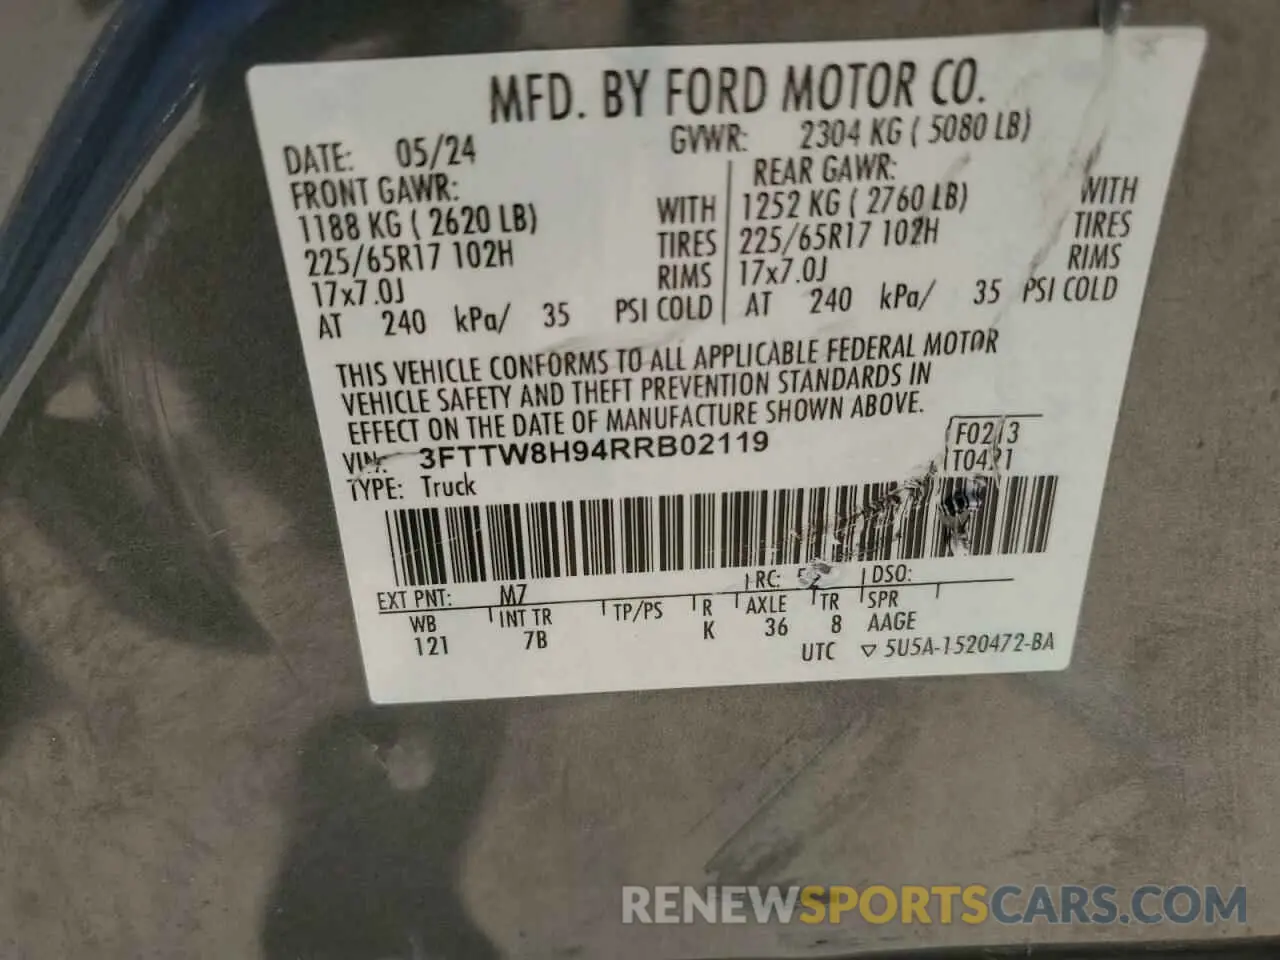 MFD. BY FORD MOTOR CO.
DATE: 05/24 GVWR: 2304 KG ( 5080 LB)
FRONT GAWR: REAR GAWR:
1188 KG ( 2620 LB) WITH 1252 KG ( 2760 LB) WITH
225/65R17 102H TIRES 225/65R17 102H TIRES
17x7.0J RIMS 17x7.0J RIMS
AT 240 kPa/ 35 PSI COLD AT 240 kPa/ 35 PSI COLD
THIS VEHICLE CONFORMS TO ALL APPLICABLE FEDERAL MOTOR
VEHICLE SAFETY AND THEFT PREVENTION STANDARDS IN
EFFECT ON THE DATE OF MANUFACTURE SHOWN ABOVE.
VIN: 3FTTW8H94RRB02119 F0213
TYPE: Truck T0421
EXT PNT: M7 RC: DSO:
WB INT TR TP/PS R AXLE TR SPR
121 7B K 36 8 AAGE
UTC ▽ 5U5A-1520472-BA
RENEWSPORTSCARS.COM